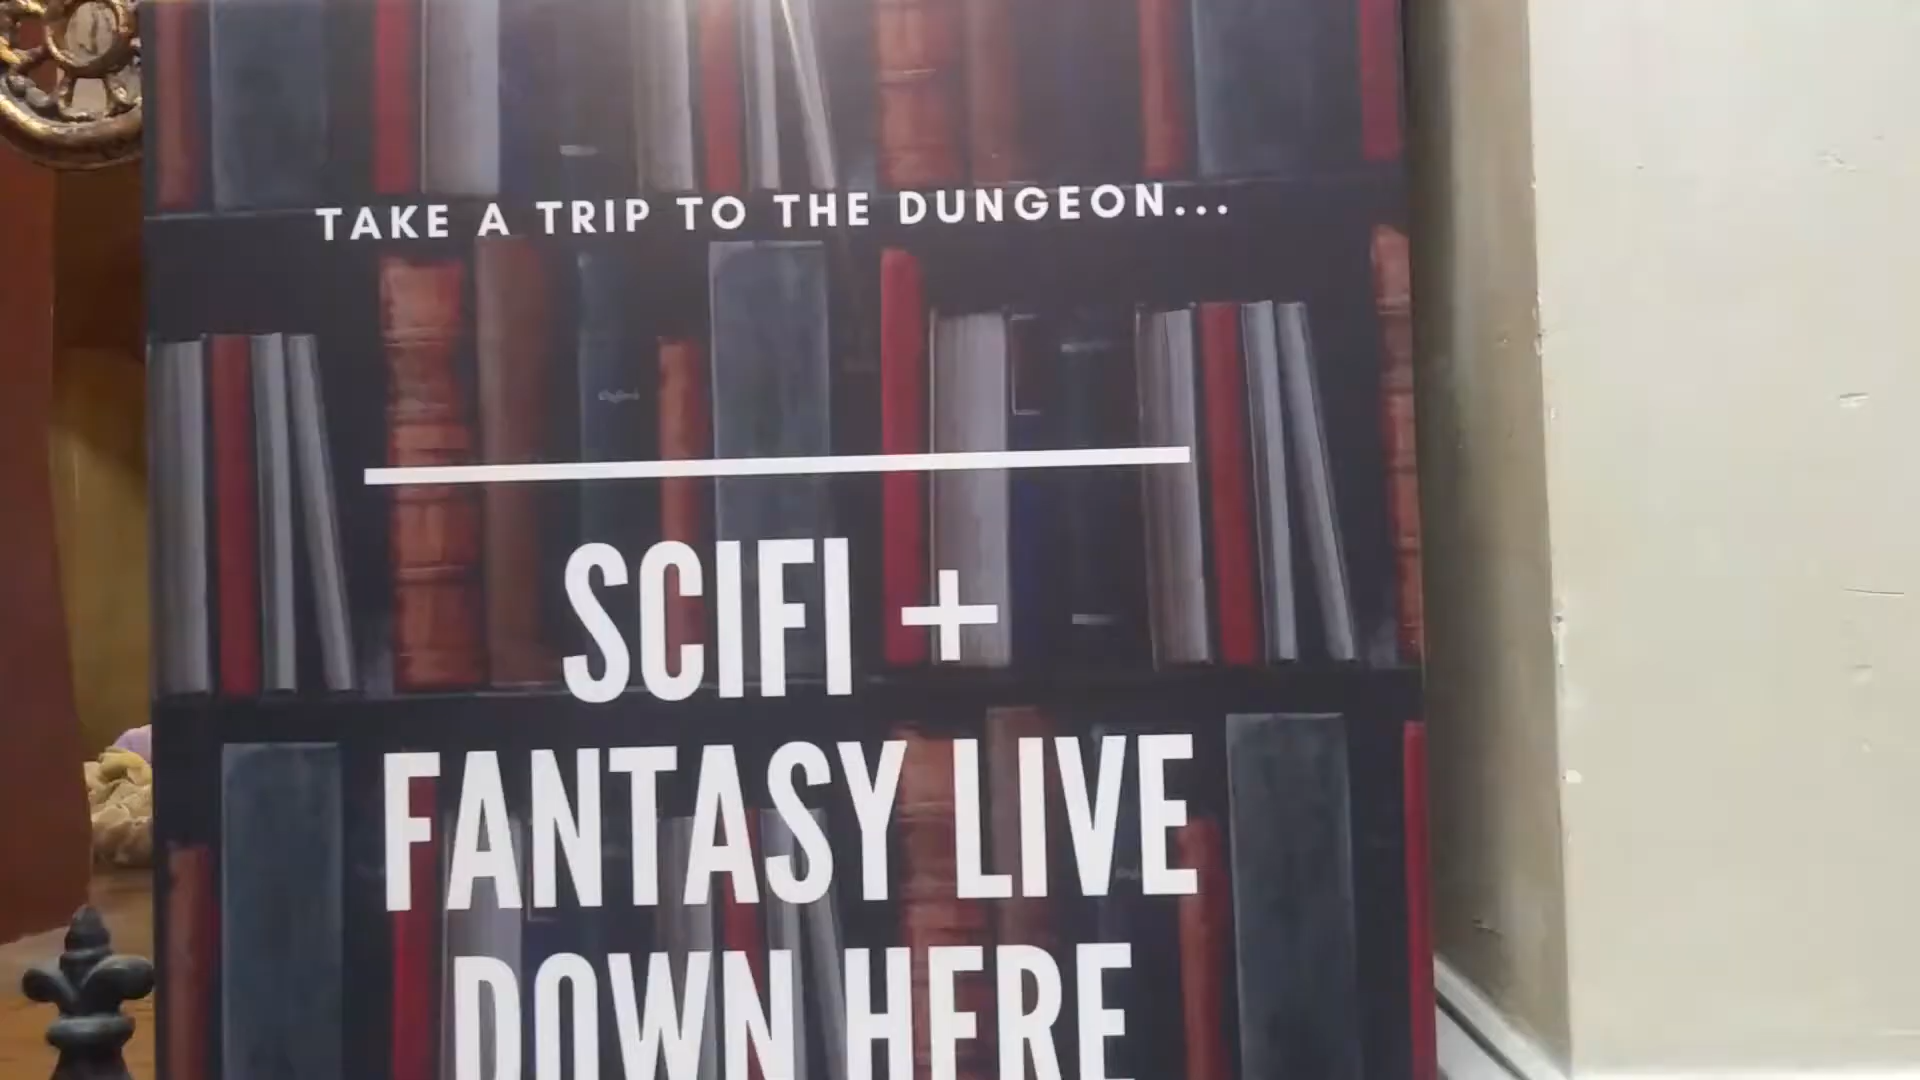 TAKE A TRIP TO THE DUNGEON...
SCIFI +
FANTASY LIVE
DOWN HERE